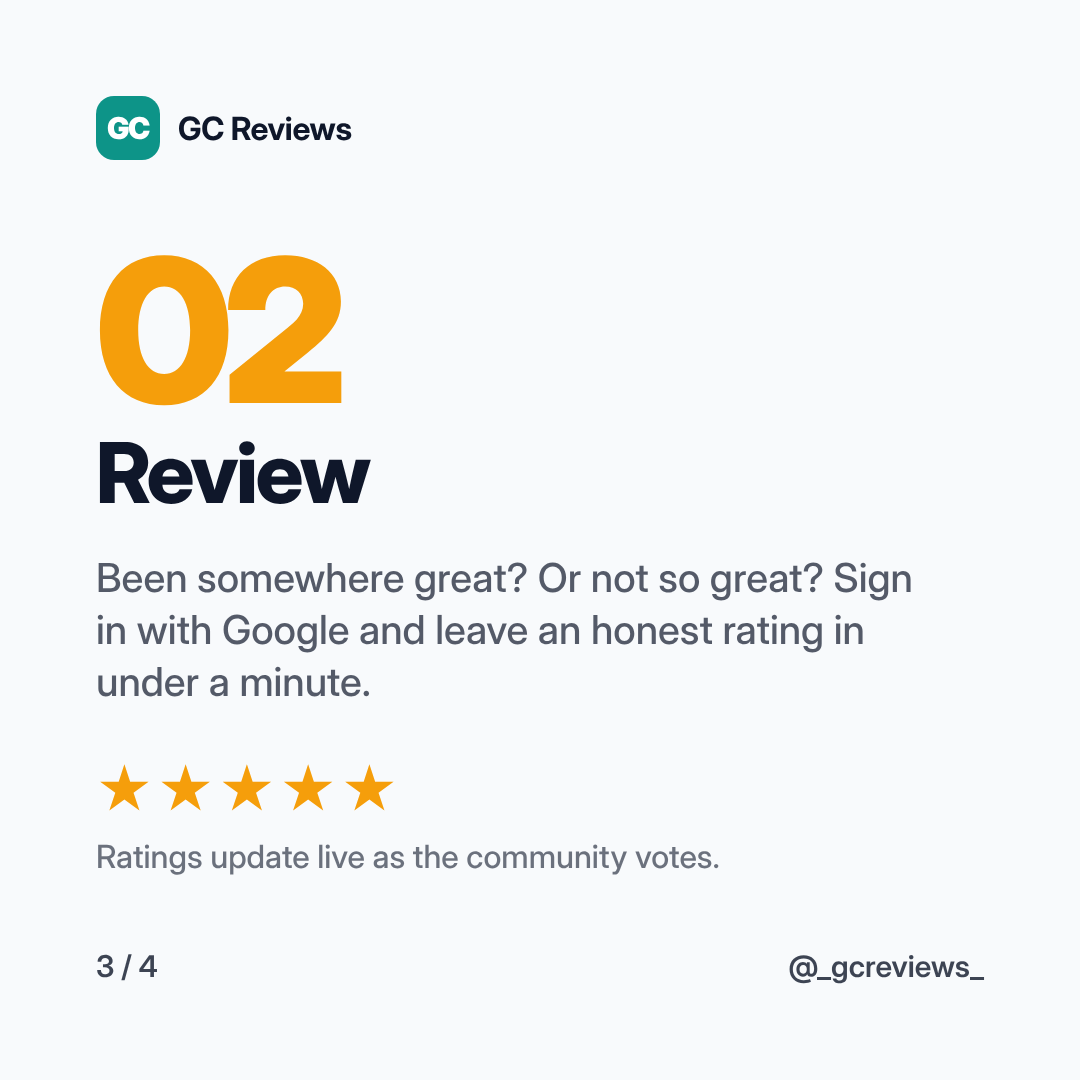 GC GC Reviews
02
Review
Been somewhere great? Or not so great? Sign
in with Google and leave an honest rating in
under a minute.
★★★★★
Ratings update live as the community votes.
3 / 4 @_gcreviews_